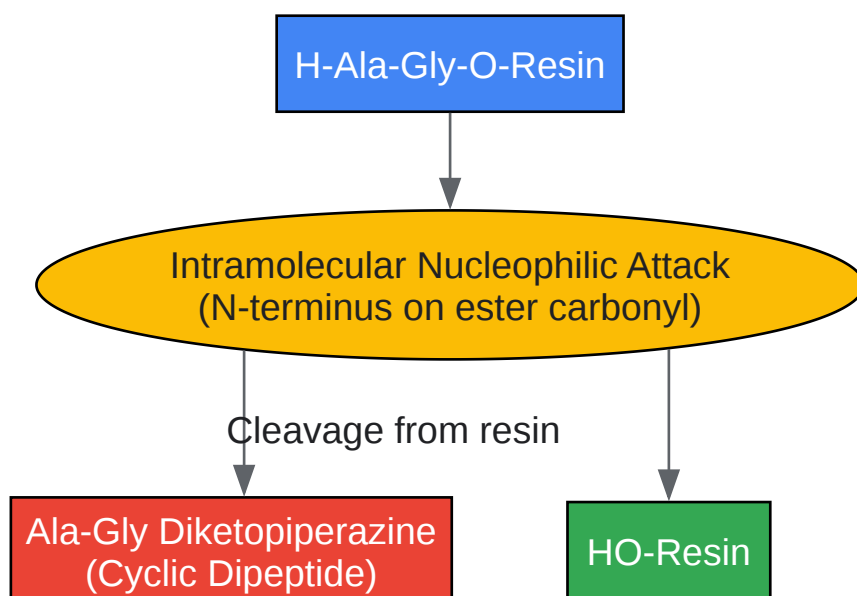 H-Ala-Gly-O-Resin
Intramolecular Nucleophilic Attack
(N-terminus on ester carbonyl)
Cleavage from resin
Ala-Gly Diketopiperazine
(Cyclic Dipeptide)
HO-Resin